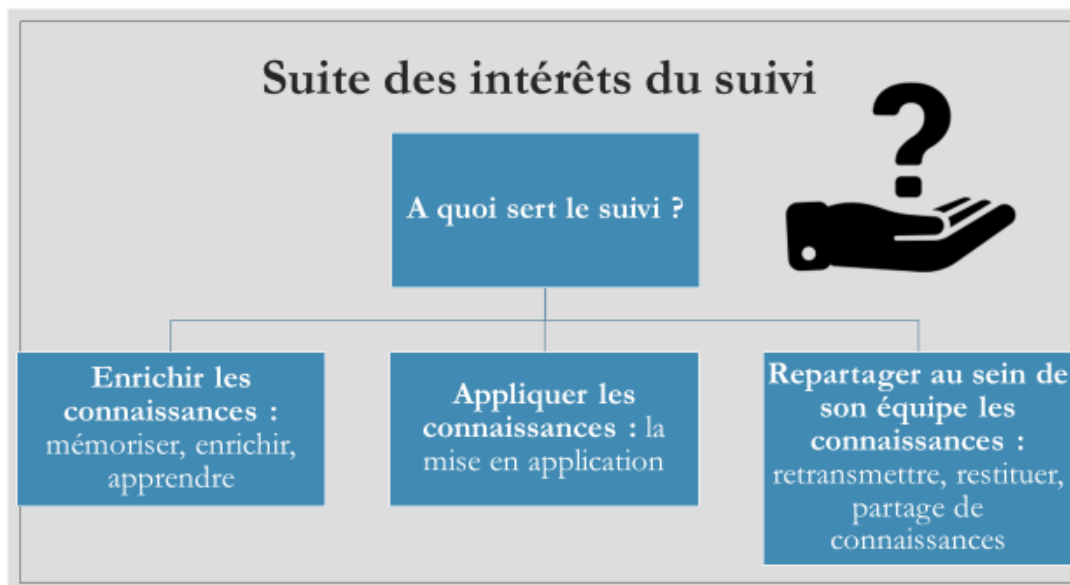 Suite des intérêts du suivi
A quoi sert le suivi ?
Enrichir les
connaissances :
mémoriser, enrichir,
apprendre
Appliquer les
connaissances : la
mise en application
Repartager au sein de
son équipe les
connaissances :
retransmettre, restituer,
partage de
connaissances